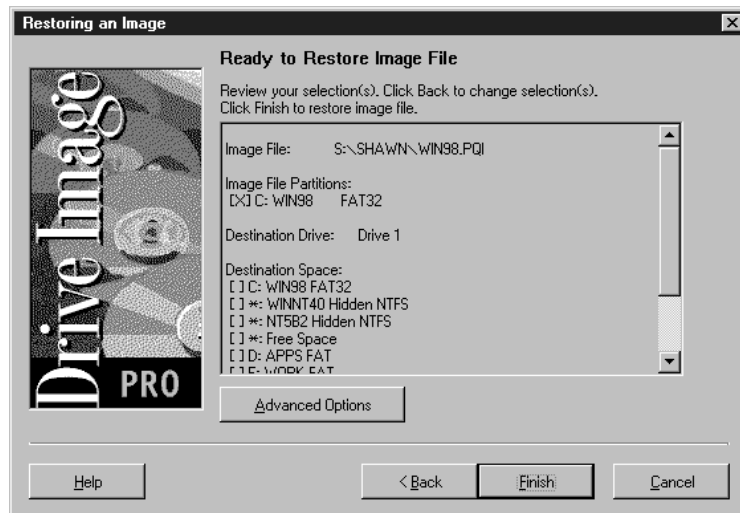 Restoring an Image
Drive Image
PRO
Ready to Restore Image File
Review your selection(s). Click Back to change selection(s).
Click Finish to restore image file.
Image File: S:\SHAWN\WIN98.PQI
Image File Partitions:
[X] C: WIN98 FAT32
Destination Drive: Drive 1
Destination Space:
[ ] C: WIN98 FAT32
[ ] *: WINNT40 Hidden NTFS
[ ] *: NT5B2 Hidden NTFS
[ ] *: Free Space
[ ] D: APPS FAT
[ ] E: WORK FAT
Advanced Options
Help
< Back
Finish
Cancel